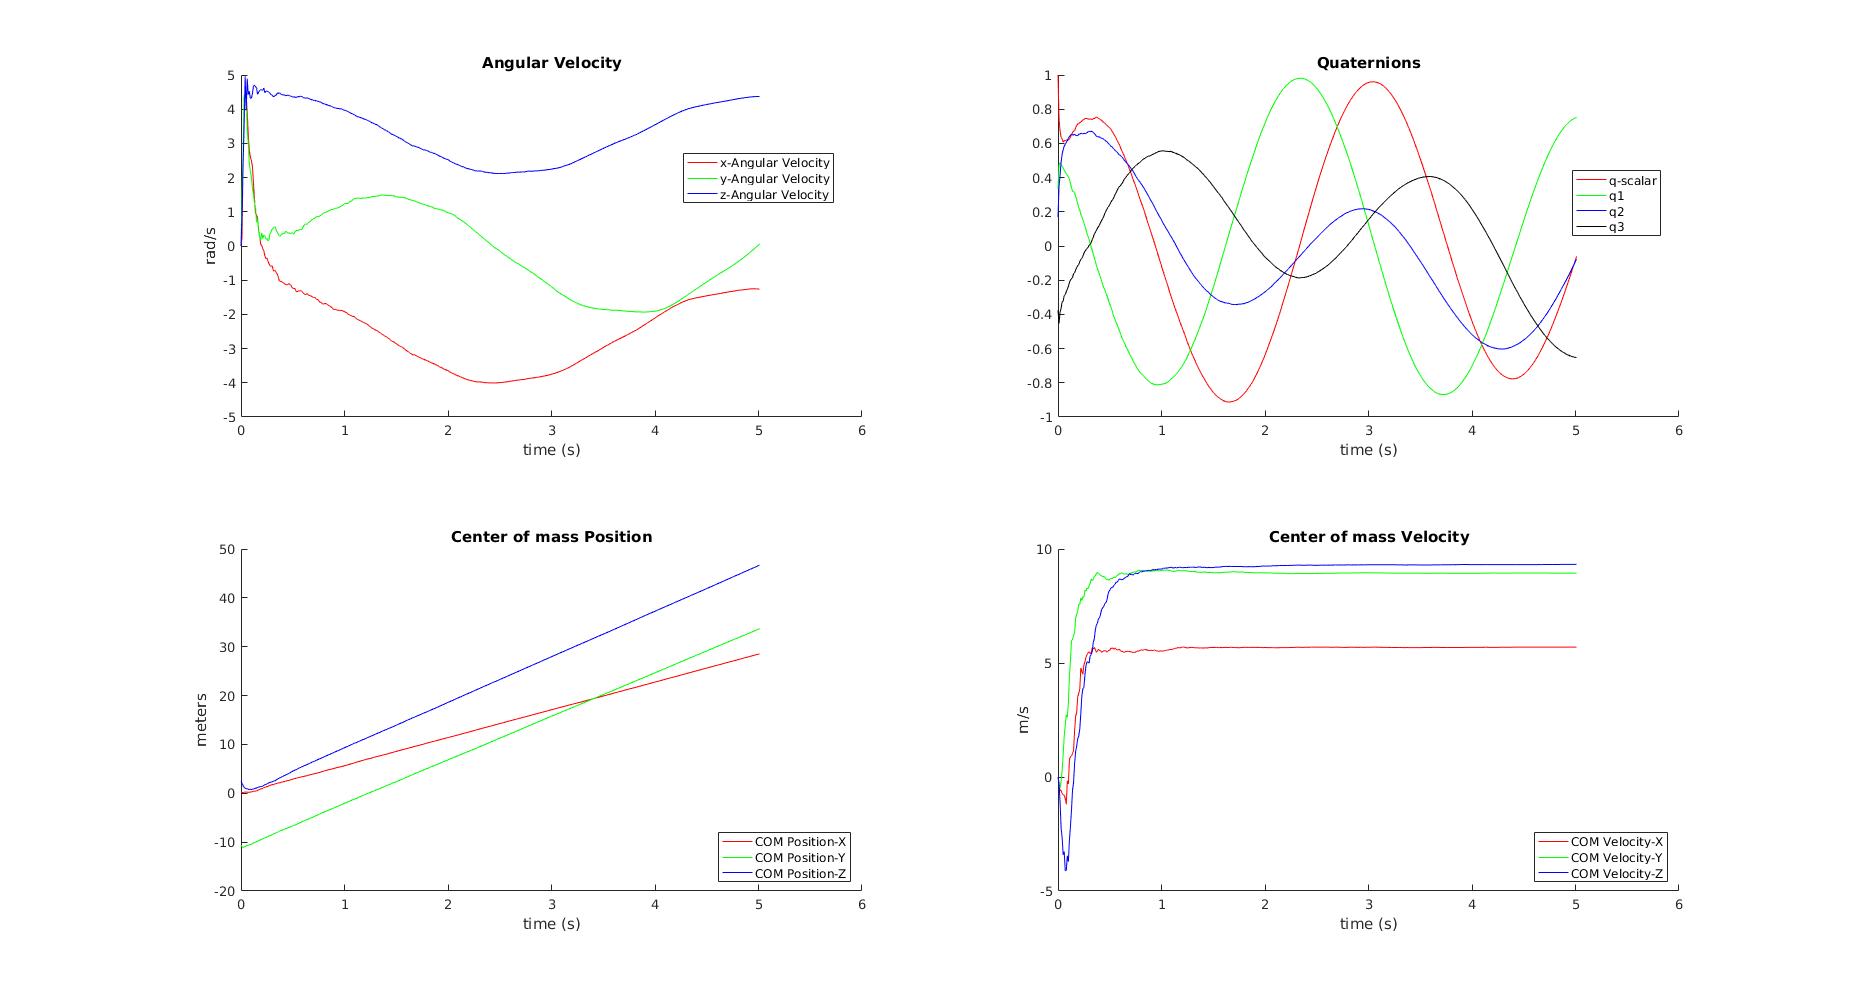 Angular Velocity
5
4
3
2
1
0
-1
-2
-3
-4
-5
rad/s
x-Angular Velocity
y-Angular Velocity
z-Angular Velocity
0 1 2 3 4 5 6
time (s)
Quaternions
1
0.8
0.6
0.4
0.2
0
-0.2
-0.4
-0.6
-0.8
-1
q-scalar
q1
q2
q3
0 1 2 3 4 5 6
time (s)
Center of mass Position
50
40
30
20
10
0
-10
-20
meters
COM Position-X
COM Position-Y
COM Position-Z
0 1 2 3 4 5 6
time (s)
Center of mass Velocity
10
5
0
-5
m/s
COM Velocity-X
COM Velocity-Y
COM Velocity-Z
0 1 2 3 4 5 6
time (s)